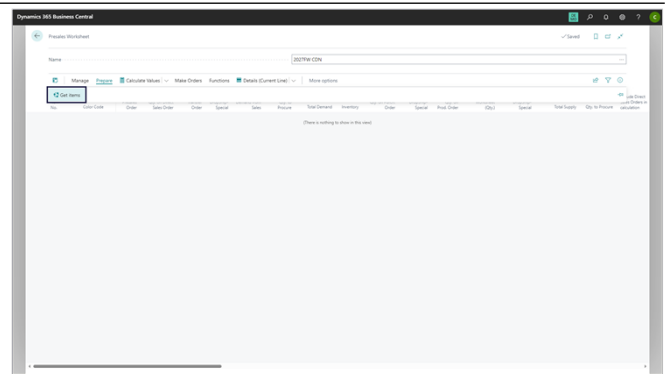 Dynamics 365 Business Central
Presales Worksheet
Saved
Name
2027FW CDN
Manage Prepare Calculate Values Make Orders Functions Details (Current Line) More options
Get Items
No. Color Code Order Sales Order Order Special Sales Procure Total Demand Inventory Order Special Prod. Order (Qty.) Special Total Supply Qty. to Procure calculation
(There is nothing to show in this view)